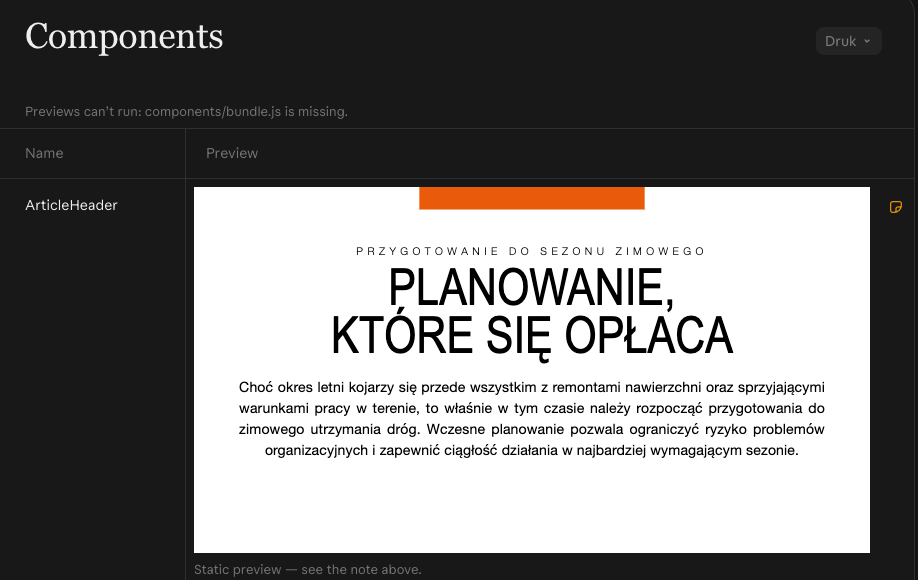 Components
Druk
Previews can't run: components/bundle.js is missing.
Name
Preview
ArticleHeader
PRZYGOTOWANIE DO SEZONU ZIMOWEGO
PLANOWANIE,
KTÓRE SIĘ OPŁACA
Choć okres letni kojarzy się przede wszystkim z remontami nawierzchni oraz sprzyjającymi
warunkami pracy w terenie, to właśnie w tym czasie należy rozpocząć przygotowania do
zimowego utrzymania dróg. Wczesne planowanie pozwala ograniczyć ryzyko problemów
organizacyjnych i zapewnić ciągłość działania w najbardziej wymagającym sezonie.
Static preview — see the note above.